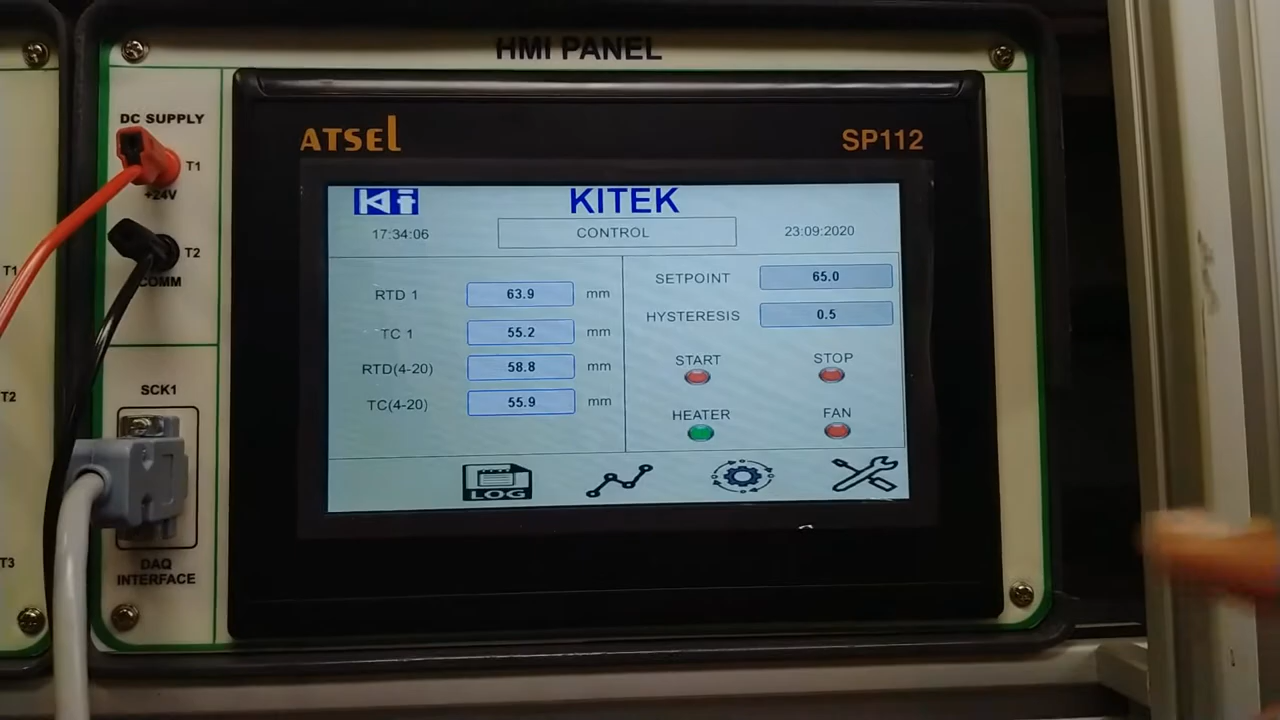 HMI PANEL
DC SUPPLY
T1
+24V
T2
COMM
SCK1
DAQ
INTERFACE
T1
T2
T3
ATSEL
SP112
KITEK
17:34:06
CONTROL
23:09:2020
RTD 1 63.9 mm
TC 1 55.2 mm
RTD(4-20) 58.8 mm
TC(4-20) 55.9 mm
SETPOINT 65.0
HYSTERESIS 0.5
START STOP
HEATER FAN
LOG